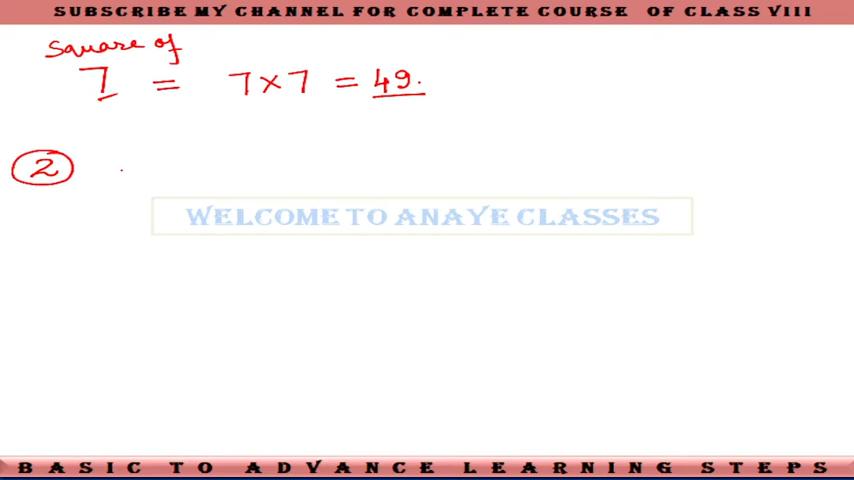 SUBSCRIBE MY CHANNEL FOR COMPLETE COURSE OF CLASS VIII
Square of
7 = 7 × 7 = 49.
2
WELCOME TO ANAYE CLASSES
BASIC TO ADVANCE LEARNING STEPS